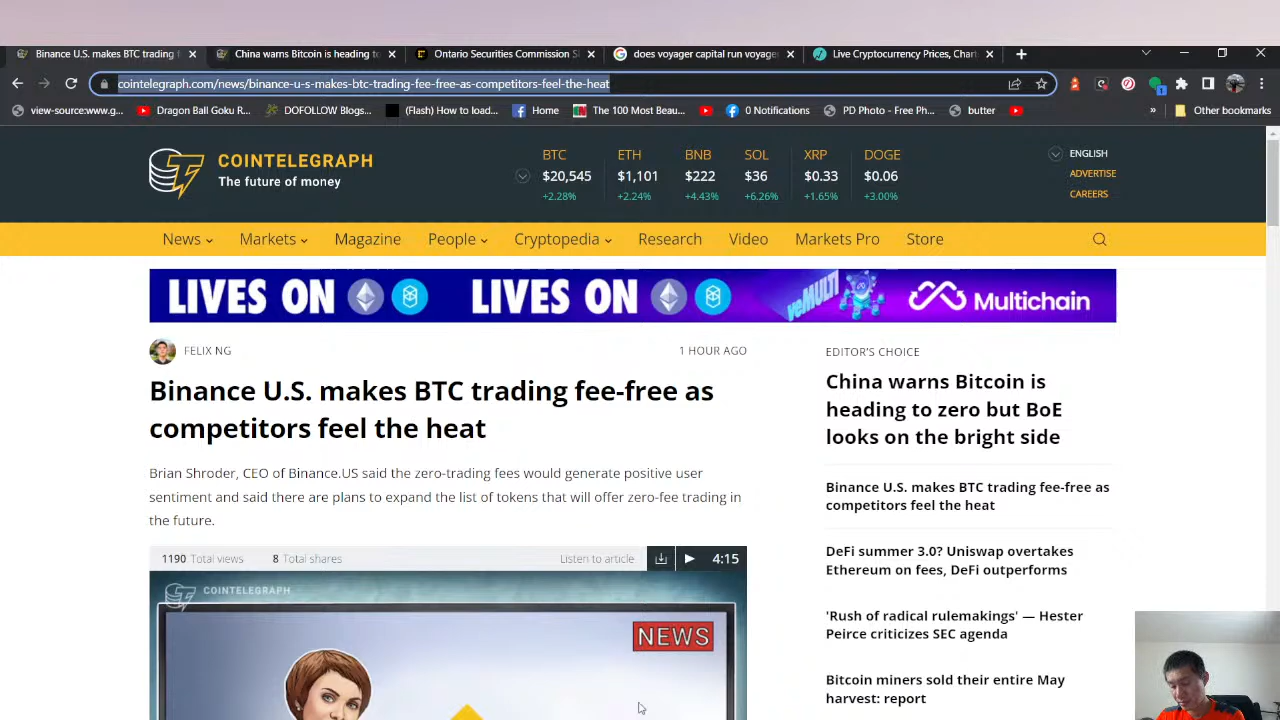 Binance U.S. makes BTC trading f
China warns Bitcoin is heading to
Ontario Securities Commission S
does voyager capital run voyage
Live Cryptocurrency Prices, Chart
cointelegraph.com/news/binance-u-s-makes-btc-trading-fee-free-as-competitors-feel-the-heat
view-source:www.g...
Dragon Ball Goku R...
DOFOLLOW Blogs...
(Flash) How to load...
Home
The 100 Most Beau...
0 Notifications
PD Photo - Free Ph...
butter
»
Other bookmarks
COINTELEGRAPH
The future of money
BTC
$20,545
+2.28%
ETH
$1,101
+2.24%
BNB
$222
+4.43%
SOL
$36
+6.26%
XRP
$0.33
+1.65%
DOGE
$0.06
+3.00%
ENGLISH
ADVERTISE
CAREERS
News
Markets
Magazine
People
Cryptopedia
Research
Video
Markets Pro
Store
LIVES ON
LIVES ON
veMULTI
Multichain
FELIX NG
1 HOUR AGO
Binance U.S. makes BTC trading fee-free as
competitors feel the heat
Brian Shroder, CEO of Binance.US said the zero-trading fees would generate positive user
sentiment and said there are plans to expand the list of tokens that will offer zero-fee trading in
the future.
1190 Total views
8 Total shares
Listen to article
4:15
COINTELEGRAPH
NEWS
EDITOR'S CHOICE
China warns Bitcoin is
heading to zero but BoE
looks on the bright side
Binance U.S. makes BTC trading fee-free as
competitors feel the heat
DeFi summer 3.0? Uniswap overtakes
Ethereum on fees, DeFi outperforms
'Rush of radical rulemakings' — Hester
Peirce criticizes SEC agenda
Bitcoin miners sold their entire May
harvest: report